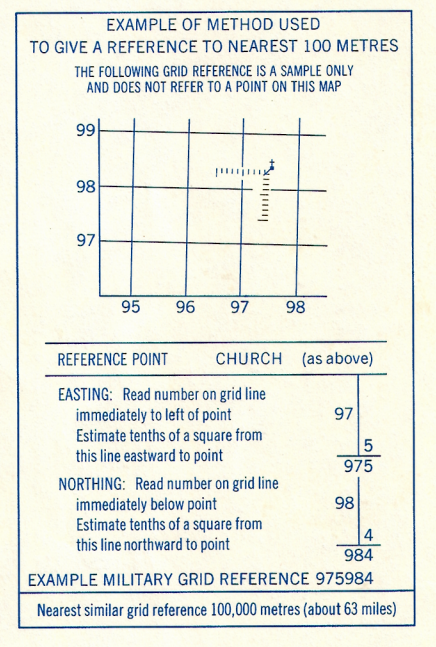 EXAMPLE OF METHOD USED
TO GIVE A REFERENCE TO NEAREST 100 METRES
THE FOLLOWING GRID REFERENCE IS A SAMPLE ONLY
AND DOES NOT REFER TO A POINT ON THIS MAP
99
98
97
95 96 97 98
REFERENCE POINT CHURCH (as above)
EASTING: Read number on grid line
immediately to left of point 97
Estimate tenths of a square from
this line eastward to point 5
975
NORTHING: Read number on grid line
immediately below point 98
Estimate tenths of a square from
this line northward to point 4
984
EXAMPLE MILITARY GRID REFERENCE 975984
Nearest similar grid reference 100,000 metres (about 63 miles)